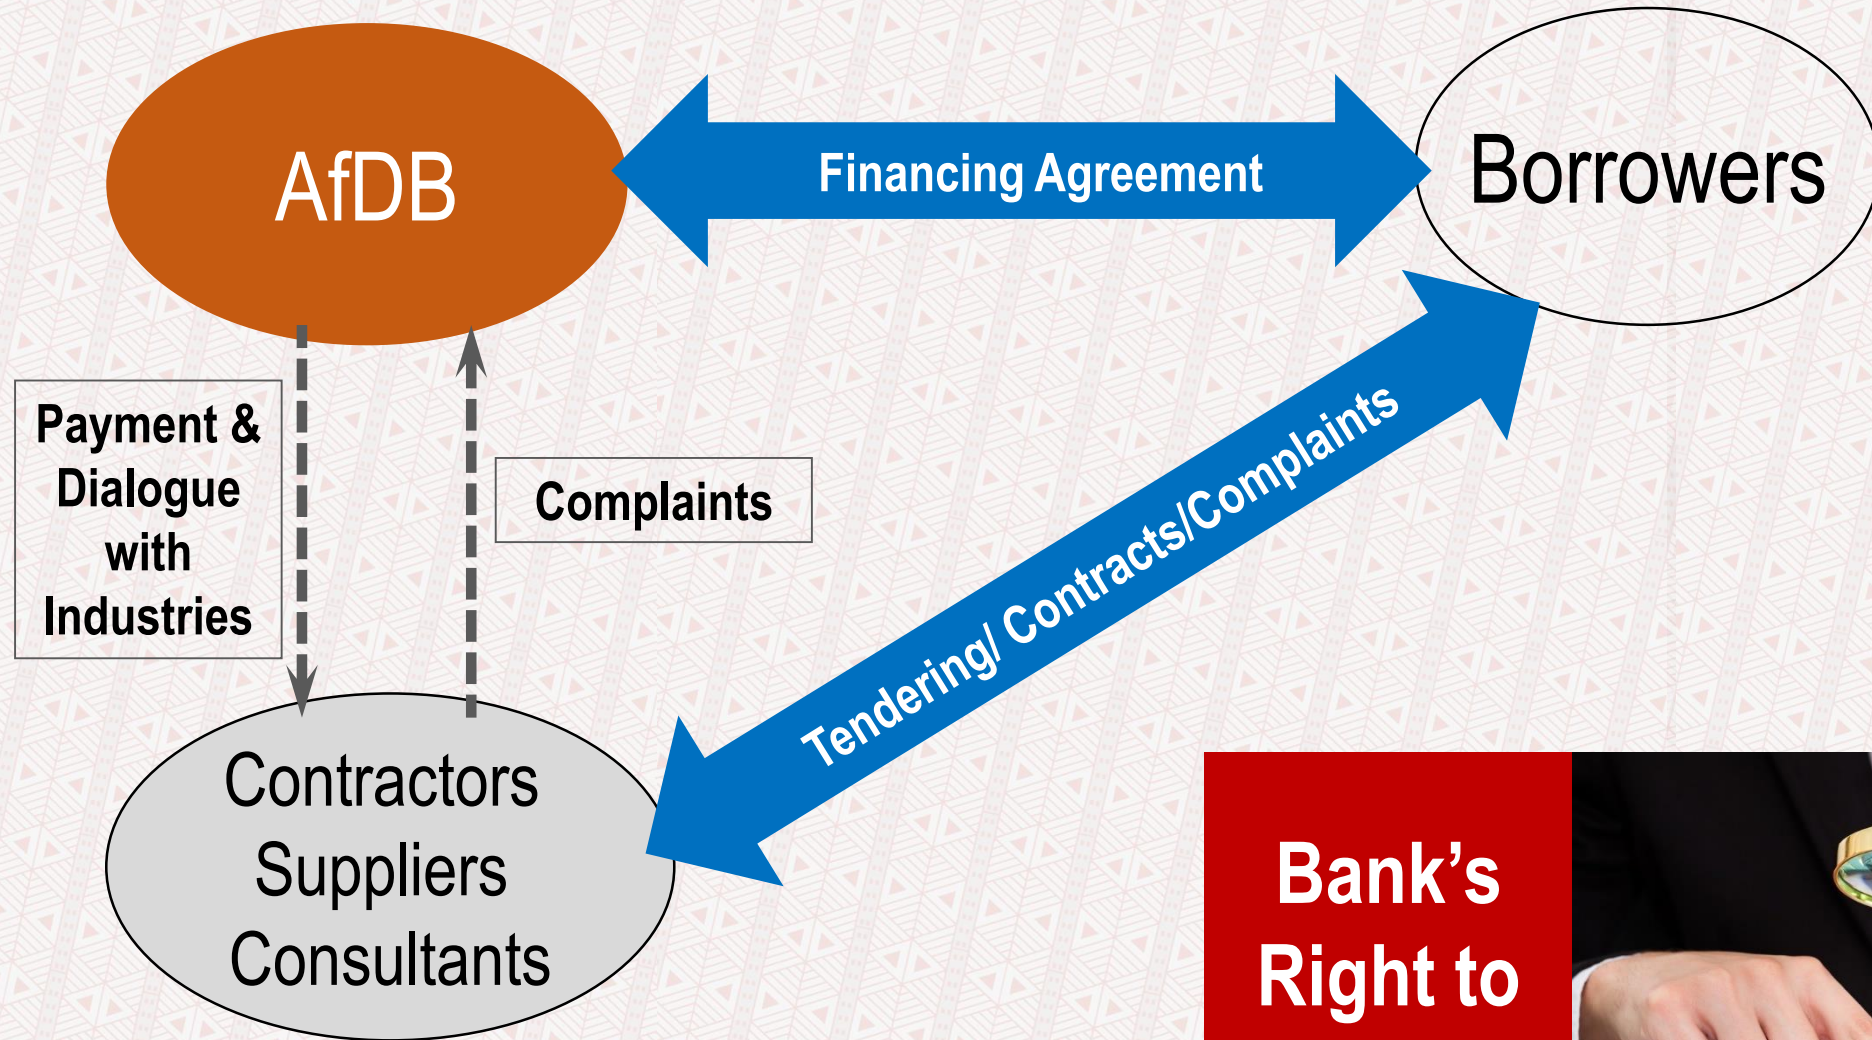 AfDB
Financing Agreement
Borrowers
Payment &
Dialogue
with
Industries
Complaints
Tendering/ Contracts/Complaints
Contractors
Suppliers
Consultants
Bank’s
Right to